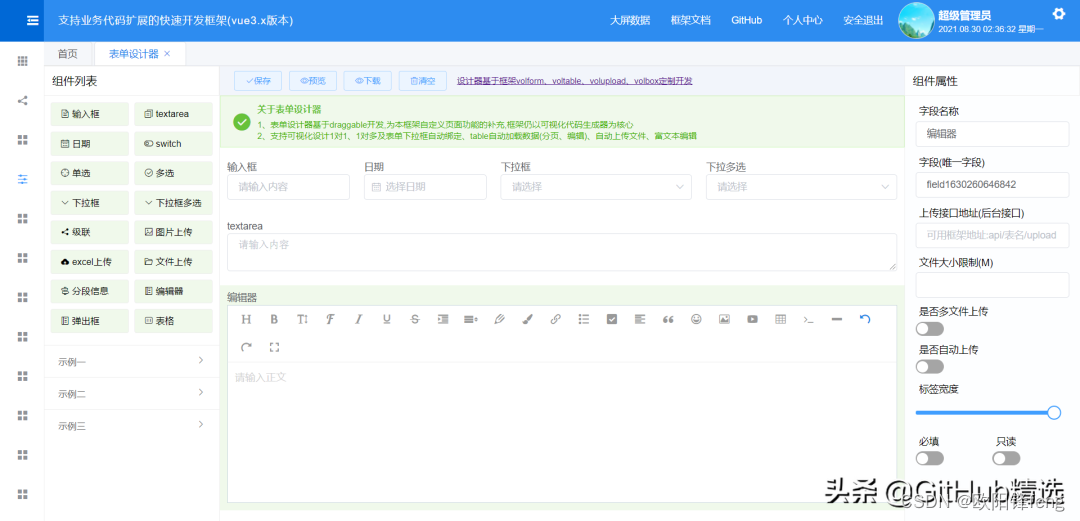 支持业务代码扩展的快速开发框架(vue3.x版本)
大屏数据 框架文档 GitHub 个人中心 安全退出
超级管理员
2021.08.30 02:36:32 星期一
首页 表单设计器 ×
组件列表
保存 预览 下载 清空 设计器基于框架volform、voltable、volupload、volbox定制开发
组件属性
输入框 textarea
日期 switch
单选 多选
下拉框 下拉框多选
级联 图片上传
excel上传 文件上传
分段信息 编辑器
弹出框 表格
示例一
示例二
示例三
关于表单设计器
1、表单设计器基于draggable开发,为本框架自定义页面功能的补充,框架仍以可视化代码生成器为核心
2、支持可视化设计1对1、1对多及表单下拉框自动绑定、table自动加载数据(分页、编辑)、自动上传文件、富文本编辑
输入框 日期 下拉框 下拉多选
请输入内容 选择日期 请选择 请选择
textarea
请输入内容
编辑器
请输入正文
字段名称
编辑器
字段(唯一字段)
field1630260646842
上传接口地址(后台接口)
可用框架地址:api/表名/upload
文件大小限制(M)
是否多文件上传
是否自动上传
标签宽度
必填 只读
头条 @GitHub精选
CSDN @欧阳锋feng